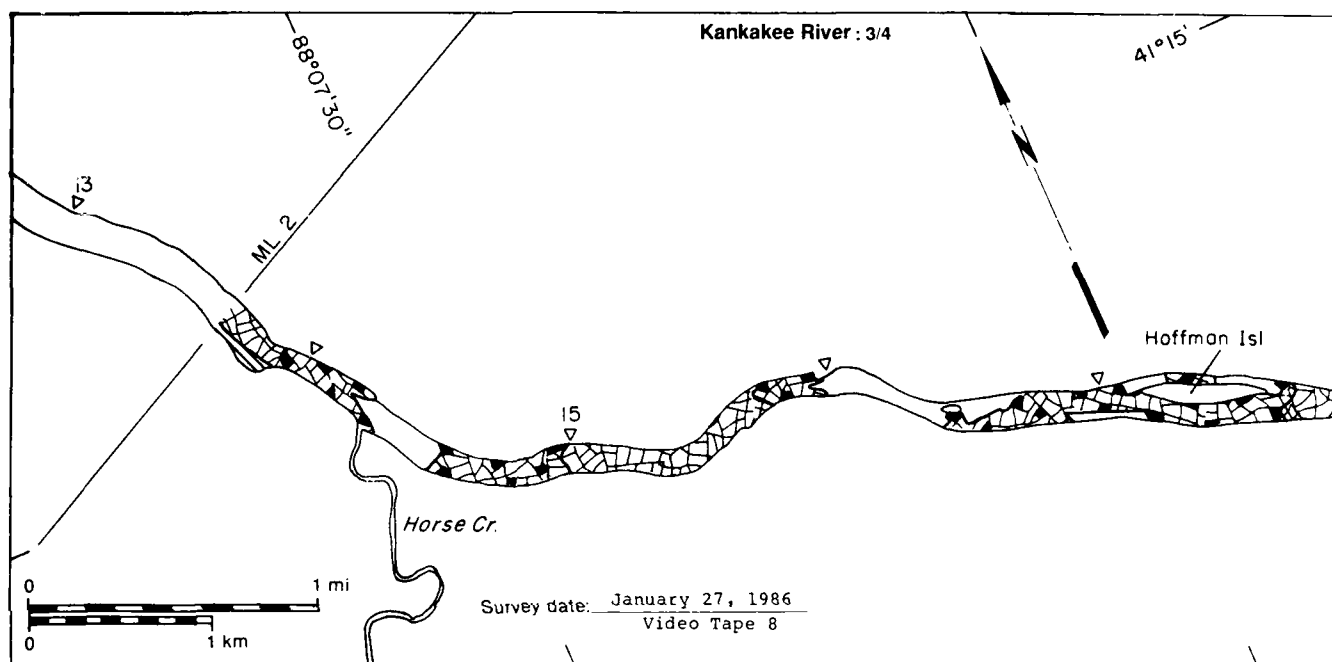 Kankakee River : 3/4
88°07'30"
41°15'
13
ML 2
Hoffman Isl
15
Horse Cr.
0 1 mi
0 1 km
Survey date: January 27, 1986
Video Tape 8